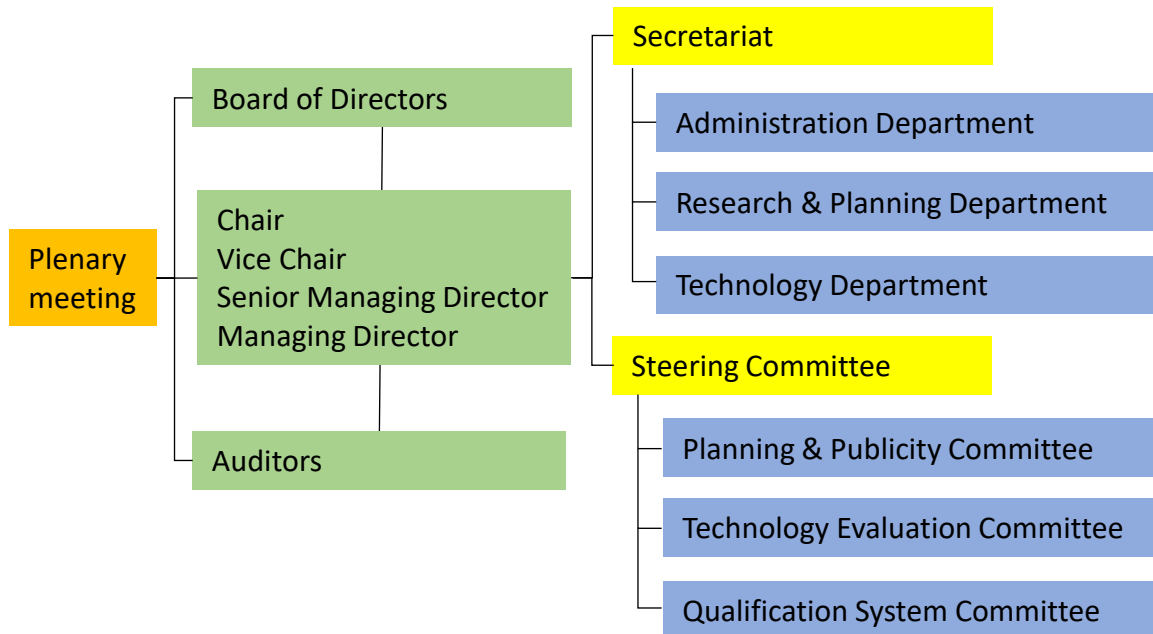 Plenary
meeting
Board of Directors
Chair
Vice Chair
Senior Managing Director
Managing Director
Auditors
Secretariat
Administration Department
Research & Planning Department
Technology Department
Steering Committee
Planning & Publicity Committee
Technology Evaluation Committee
Qualification System Committee